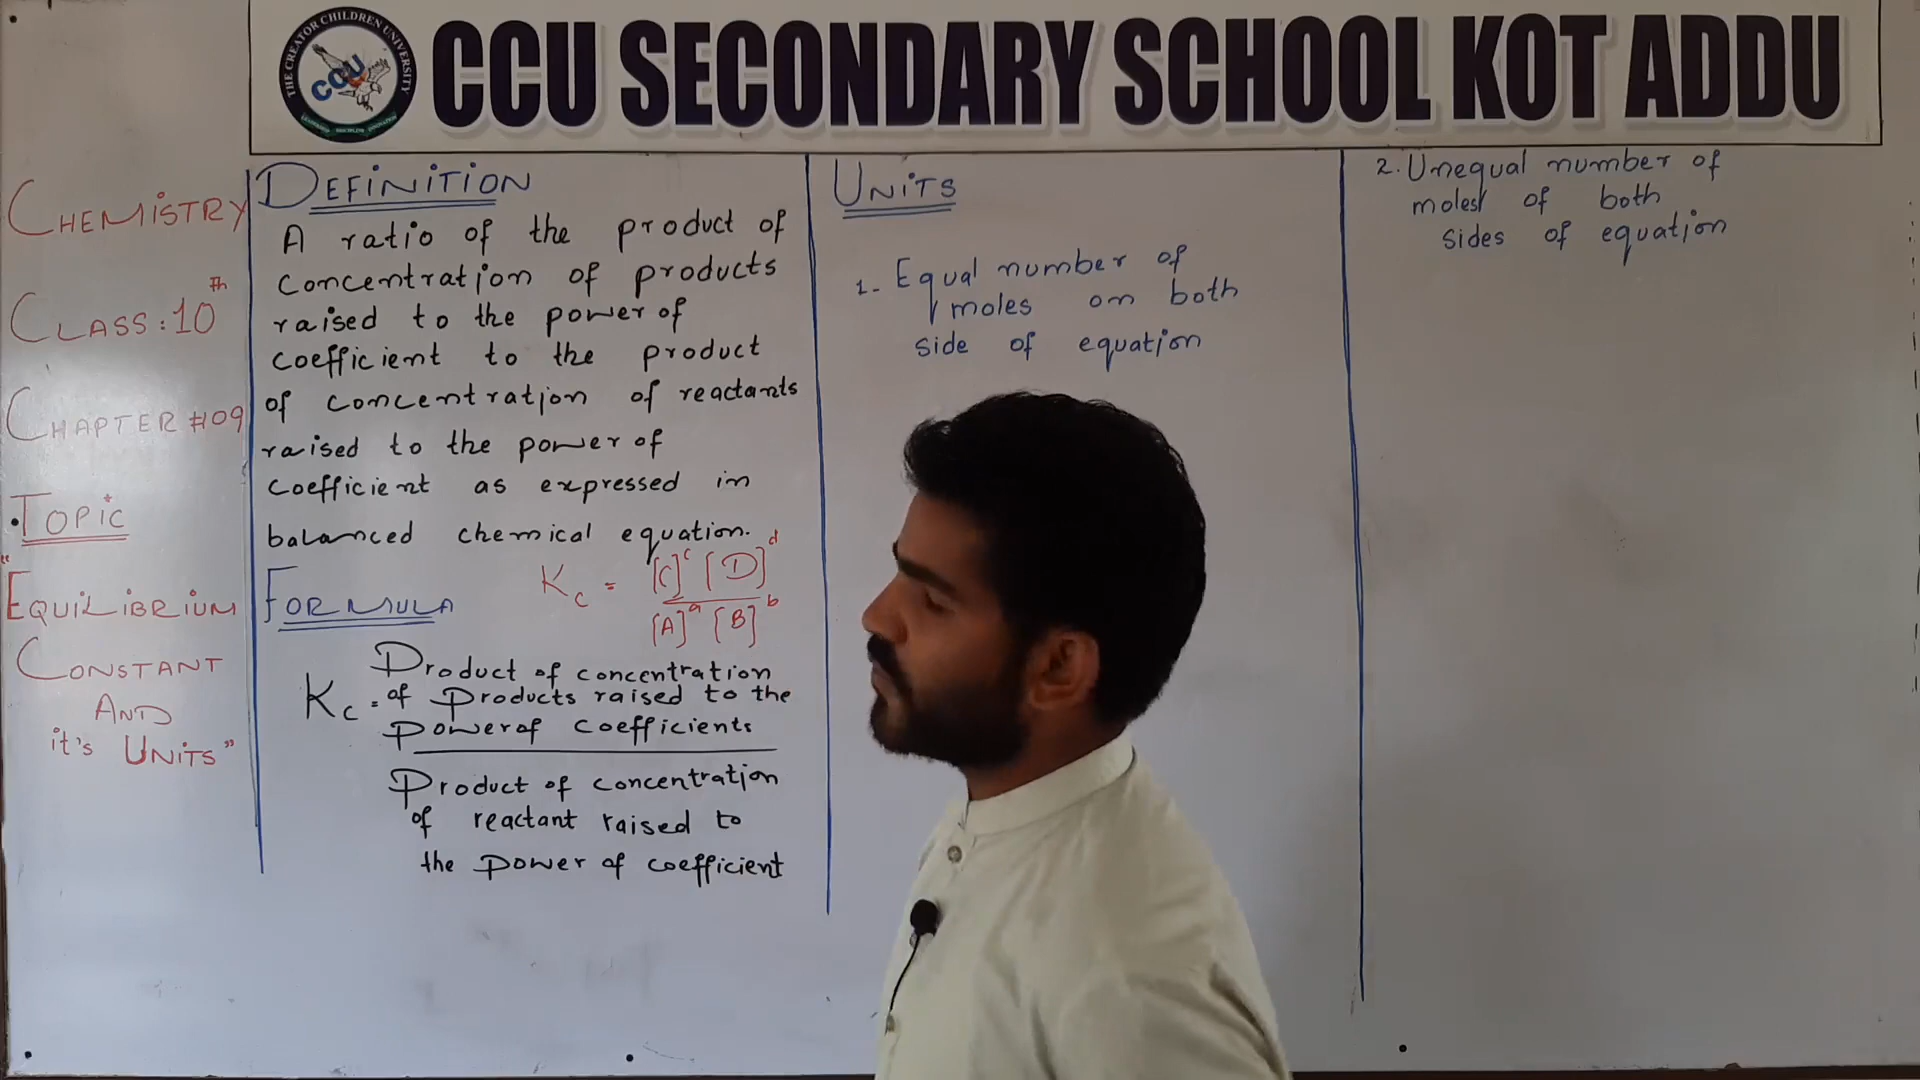 THE CREATOR CHILDREN UNIVERSITY
CCU
CCU SECONDARY SCHOOL KOT ADDU
CHEMISTRY
CLASS: 10th
CHAPTER #09
TOPIC
"EQUILIBRIUM
CONSTANT
AND
it's UNITS"
DEFINITION
A ratio of the product of
concentration of products
raised to the power of
coefficient to the product
of concentration of reactants
raised to the power of
coefficient as expressed in
balanced chemical equation.
FORMULA
Kc = [C]^c [D]^d
[A]^a [B]^b
Product of concentration
Kc = of Products raised to the
Power of coefficients
Product of concentration
of reactant raised to
the Power of coefficient
UNITS
1- Equal number of
moles on both
side of equation
2. Unequal number of
moles of both
sides of equation